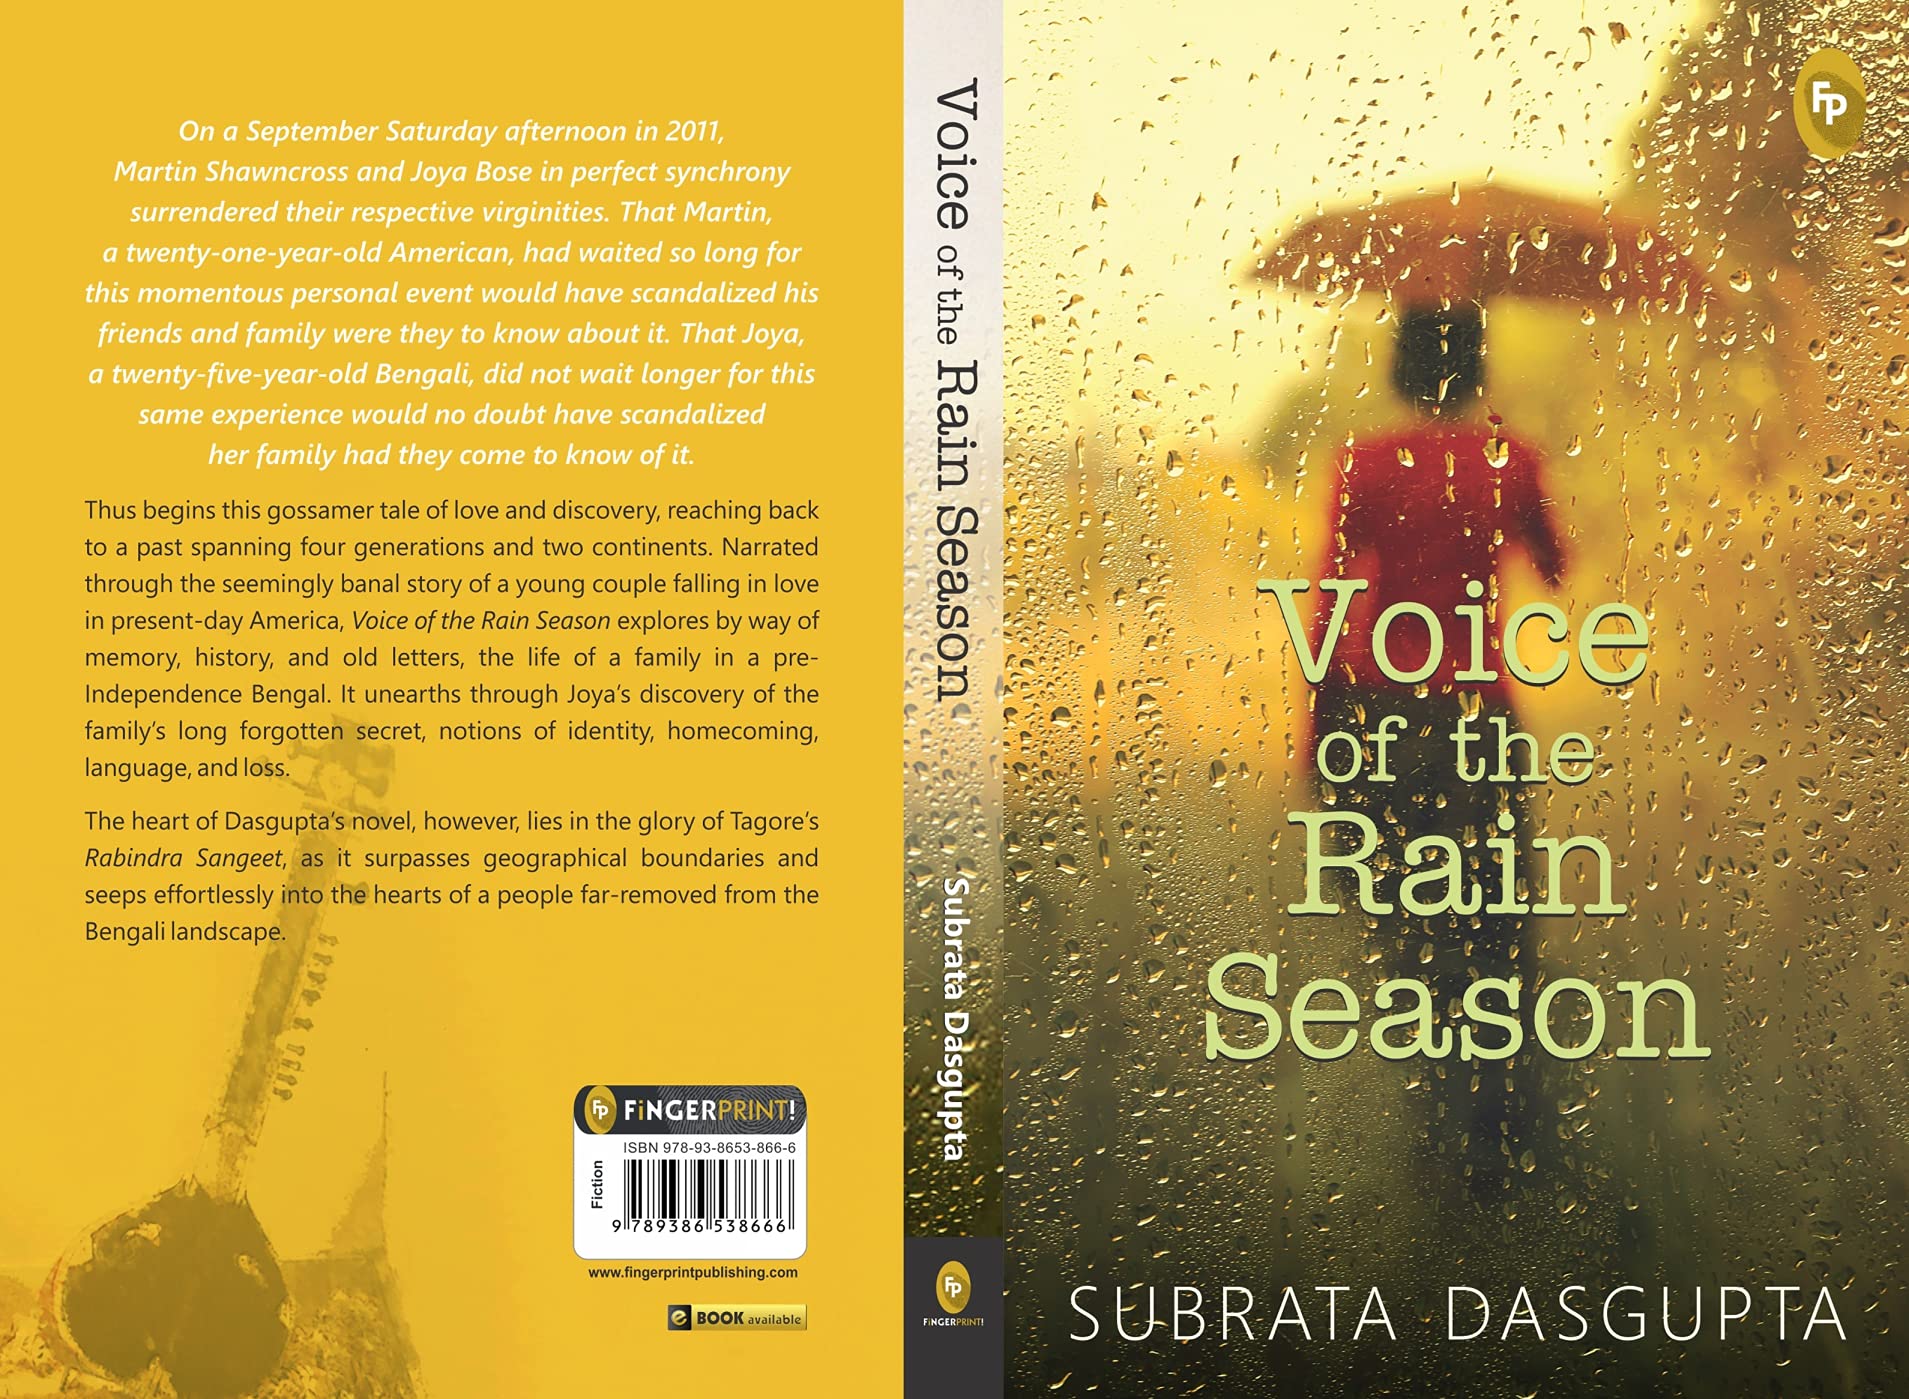 On a September Saturday afternoon in 2011,
Martin Shawncross and Joya Bose in perfect synchrony
surrendered their respective virginities. That Martin,
a twenty-one-year-old American, had waited so long for
this momentous personal event would have scandalized his
friends and family were they to know about it. That Joya,
a twenty-five-year-old Bengali, did not wait longer for this
same experience would no doubt have scandalized
her family had they come to know of it.
Thus begins this gossamer tale of love and discovery, reaching back
to a past spanning four generations and two continents. Narrated
through the seemingly banal story of a young couple falling in love
in present-day America, Voice of the Rain Season explores by way of
memory, history, and old letters, the life of a family in a pre-
Independence Bengal. It unearths through Joya's discovery of the
family's long forgotten secret, notions of identity, homecoming,
language, and loss.
The heart of Dasgupta's novel, however, lies in the glory of Tagore's
Rabindra Sangeet, as it surpasses geographical boundaries and
seeps effortlessly into the hearts of a people far-removed from the
Bengali landscape.
FP FiNGERPRINT!
ISBN 978-93-8653-866-6
Fiction
9 789386 538666
www.fingerprintpublishing.com
e BOOK available
Voice of the Rain Season
Subrata Dasgupta
FP
FiNGERPRINT!
FP
Voice
of the
Rain
Season
SUBRATA DASGUPTA